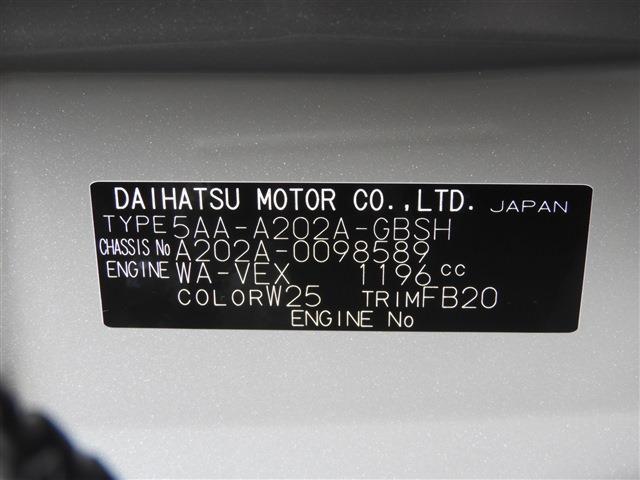 DAIHATSU MOTOR CO.,LTD. JAPAN
TYPE 5AA-A202A-GBSH
CHASSIS No A202A-0098589
ENGINE WA-VEX 1196 cc
COLOR W25 TRIM FB20
ENGINE No